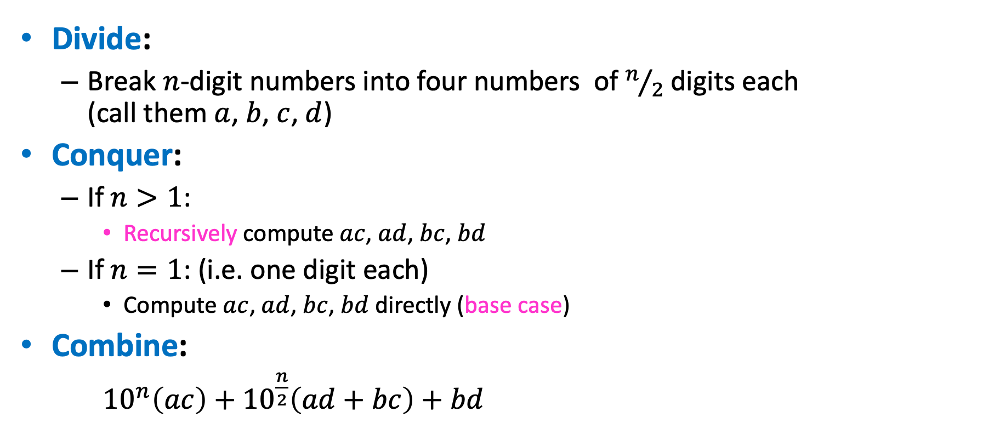 • Divide:
– Break n-digit numbers into four numbers of n/2 digits each
(call them a, b, c, d)
• Conquer:
– If n > 1:
• Recursively compute ac, ad, bc, bd
– If n = 1: (i.e. one digit each)
• Compute ac, ad, bc, bd directly (base case)
• Combine:
10^n(ac) + 10^(n/2)(ad + bc) + bd